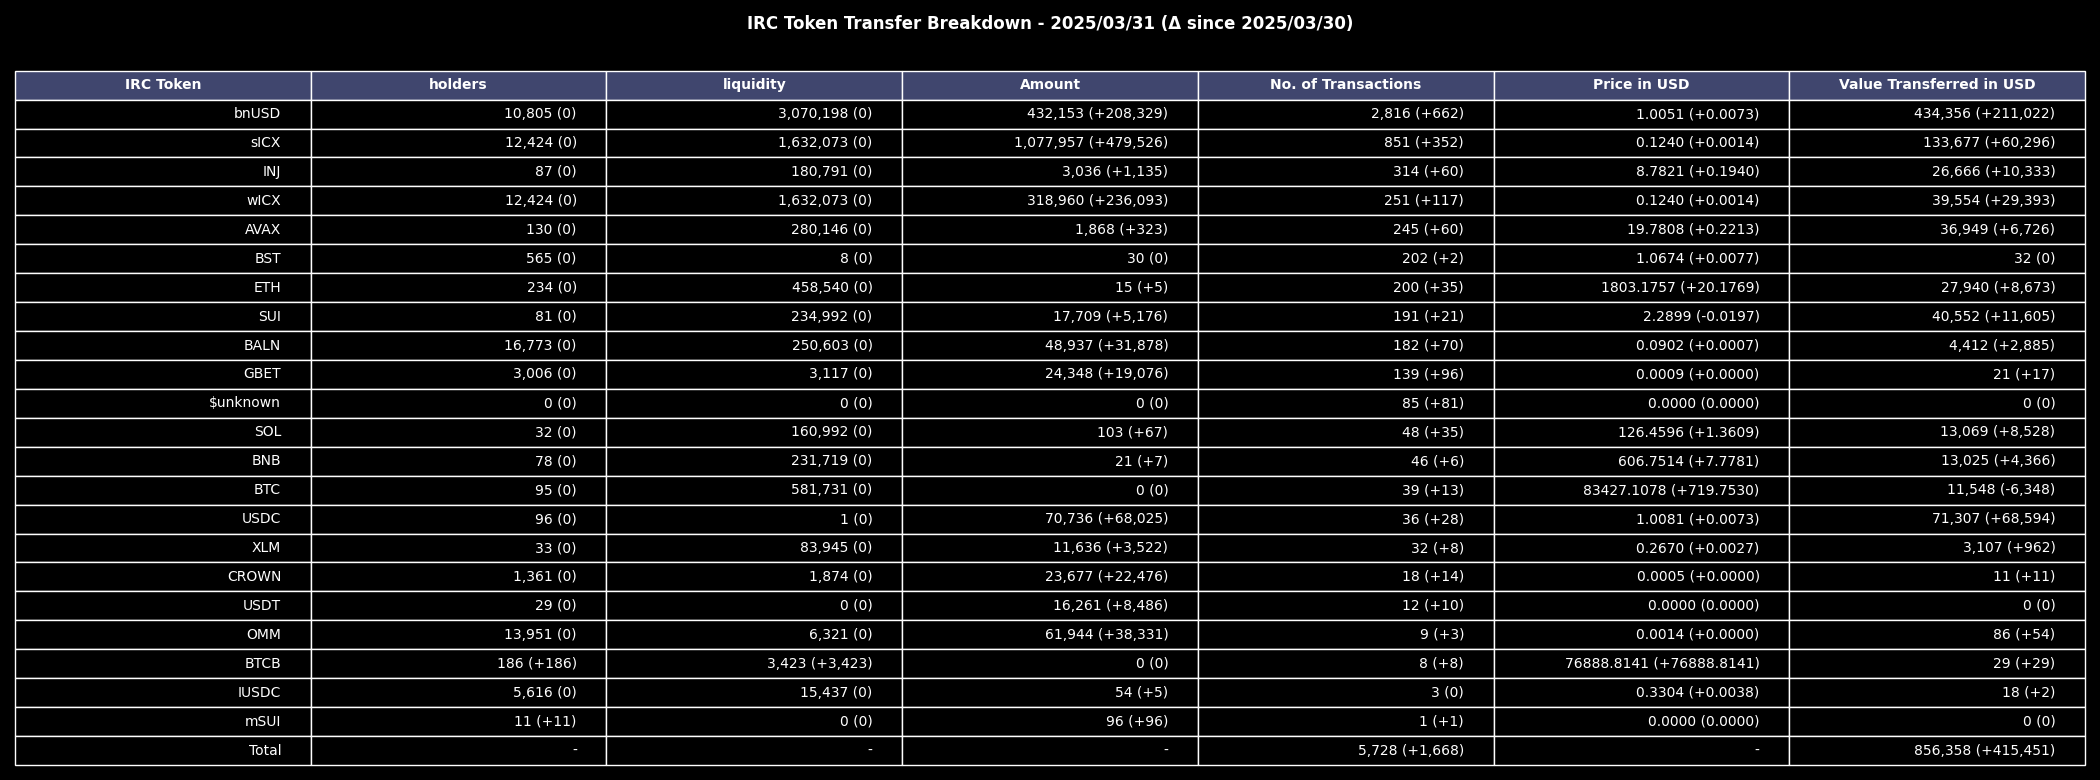 IRC Token Transfer Breakdown - 2025/03/31 (Δ since 2025/03/30)
IRC Token holders liquidity Amount No. of Transactions Price in USD Value Transferred in USD
bnUSD 10,805 (0) 3,070,198 (0) 432,153 (+208,329) 2,816 (+662) 1.0051 (+0.0073) 434,356 (+211,022)
sICX 12,424 (0) 1,632,073 (0) 1,077,957 (+479,526) 851 (+352) 0.1240 (+0.0014) 133,677 (+60,296)
INJ 87 (0) 180,791 (0) 3,036 (+1,135) 314 (+60) 8.7821 (+0.1940) 26,666 (+10,333)
wICX 12,424 (0) 1,632,073 (0) 318,960 (+236,093) 251 (+117) 0.1240 (+0.0014) 39,554 (+29,393)
AVAX 130 (0) 280,146 (0) 1,868 (+323) 245 (+60) 19.7808 (+0.2213) 36,949 (+6,726)
BST 565 (0) 8 (0) 30 (0) 202 (+2) 1.0674 (+0.0077) 32 (0)
ETH 234 (0) 458,540 (0) 15 (+5) 200 (+35) 1803.1757 (+20.1769) 27,940 (+8,673)
SUI 81 (0) 234,992 (0) 17,709 (+5,176) 191 (+21) 2.2899 (-0.0197) 40,552 (+11,605)
BALN 16,773 (0) 250,603 (0) 48,937 (+31,878) 182 (+70) 0.0902 (+0.0007) 4,412 (+2,885)
GBET 3,006 (0) 3,117 (0) 24,348 (+19,076) 139 (+96) 0.0009 (+0.0000) 21 (+17)
$unknown 0 (0) 0 (0) 0 (0) 85 (+81) 0.0000 (0.0000) 0 (0)
SOL 32 (0) 160,992 (0) 103 (+67) 48 (+35) 126.4596 (+1.3609) 13,069 (+8,528)
BNB 78 (0) 231,719 (0) 21 (+7) 46 (+6) 606.7514 (+7.7781) 13,025 (+4,366)
BTC 95 (0) 581,731 (0) 0 (0) 39 (+13) 83427.1078 (+719.7530) 11,548 (-6,348)
USDC 96 (0) 1 (0) 70,736 (+68,025) 36 (+28) 1.0081 (+0.0073) 71,307 (+68,594)
XLM 33 (0) 83,945 (0) 11,636 (+3,522) 32 (+8) 0.2670 (+0.0027) 3,107 (+962)
CROWN 1,361 (0) 1,874 (0) 23,677 (+22,476) 18 (+14) 0.0005 (+0.0000) 11 (+11)
USDT 29 (0) 0 (0) 16,261 (+8,486) 12 (+10) 0.0000 (0.0000) 0 (0)
OMM 13,951 (0) 6,321 (0) 61,944 (+38,331) 9 (+3) 0.0014 (+0.0000) 86 (+54)
BTCB 186 (+186) 3,423 (+3,423) 0 (0) 8 (+8) 76888.8141 (+76888.8141) 29 (+29)
IUSDC 5,616 (0) 15,437 (0) 54 (+5) 3 (0) 0.3304 (+0.0038) 18 (+2)
mSUI 11 (+11) 0 (0) 96 (+96) 1 (+1) 0.0000 (0.0000) 0 (0)
Total - - - 5,728 (+1,668) - 856,358 (+415,451)